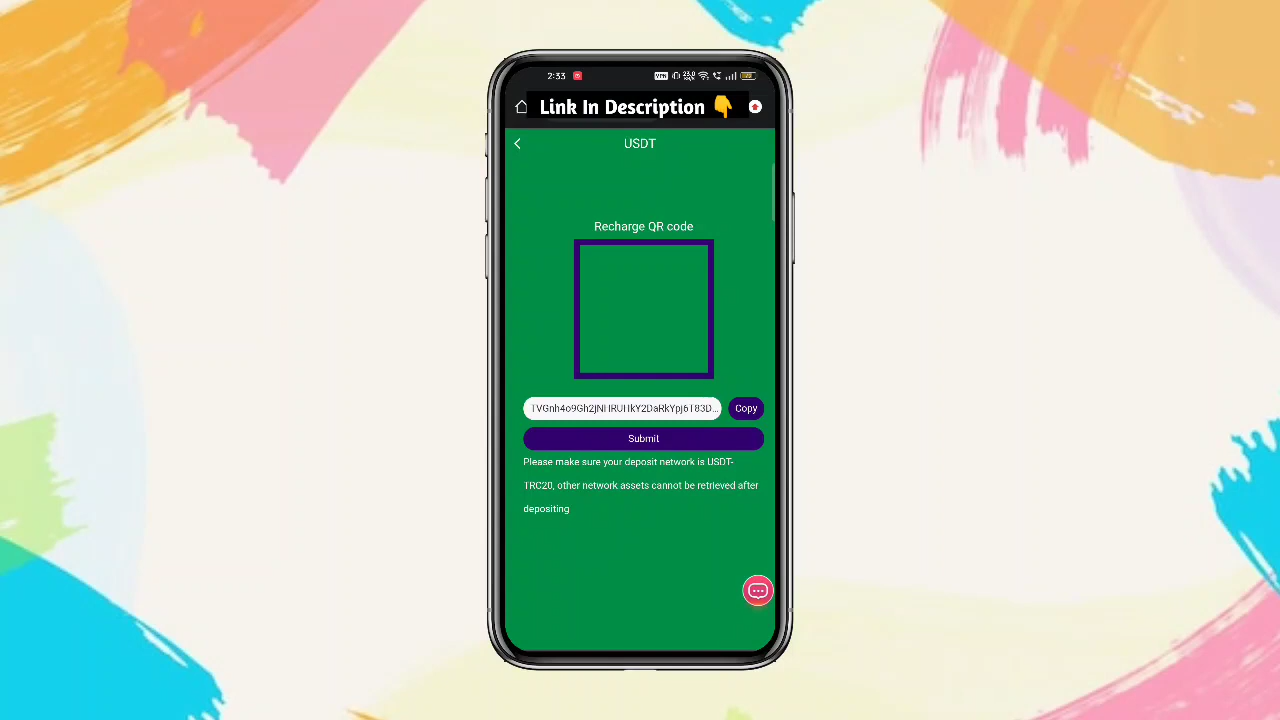 2:33
VPN
Link In Description 👇
USDT
Recharge QR code
Copy
Submit
Please make sure your deposit network is USDT-
TRC20, other network assets cannot be retrieved after
depositing